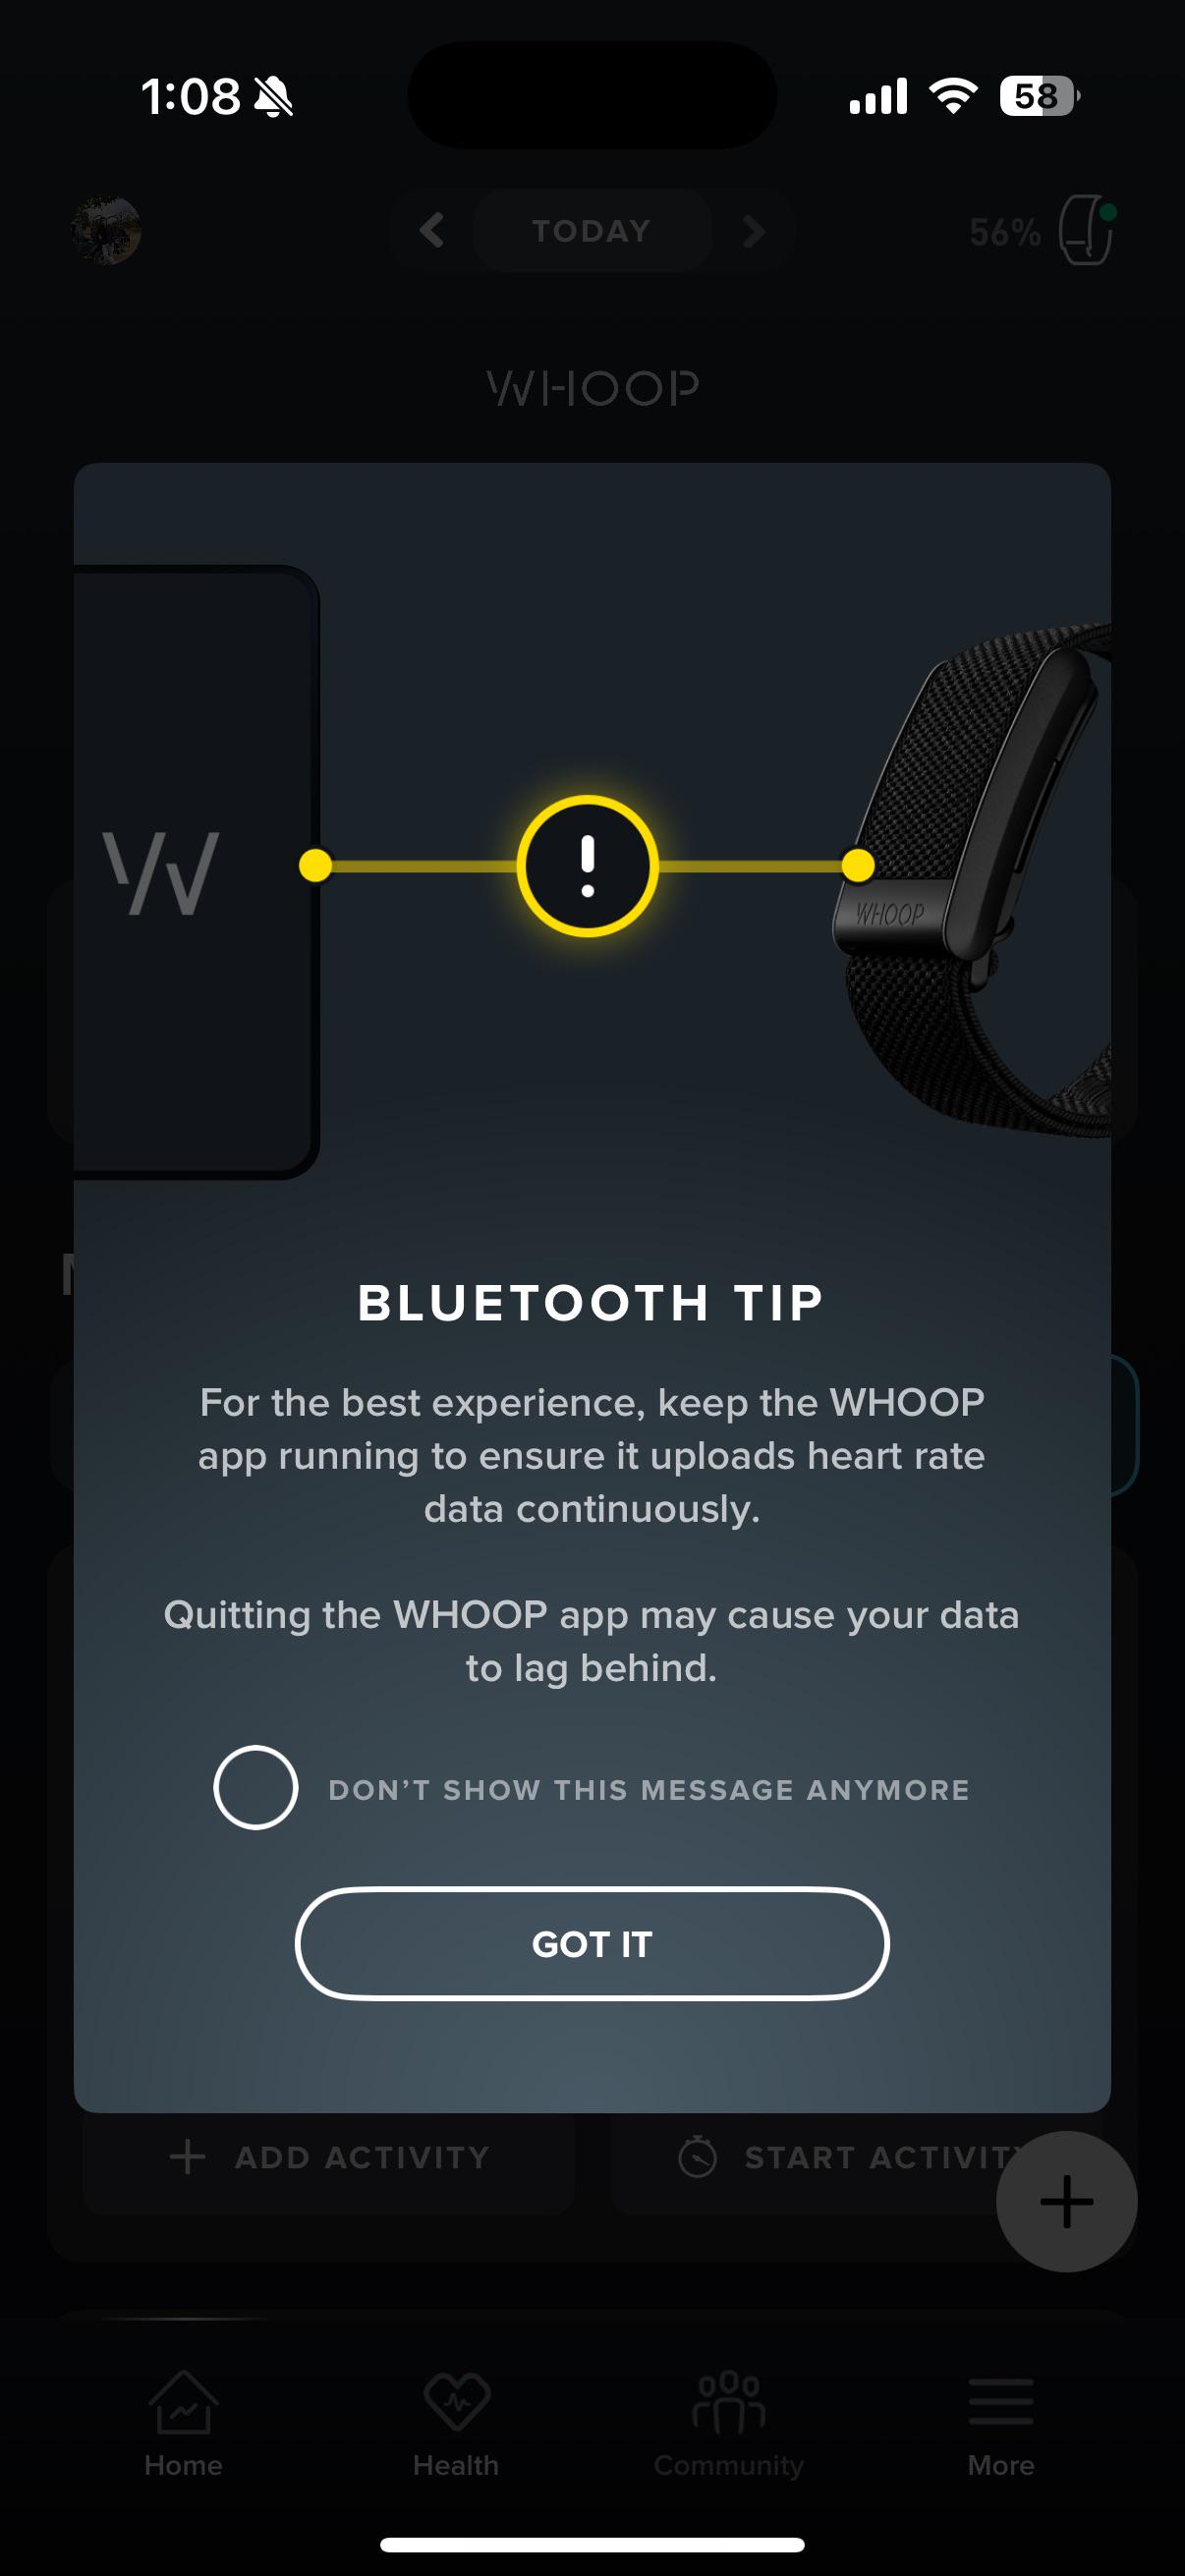 1:08
58
TODAY
56%
WHOOP
W
WHOOP
BLUETOOTH TIP
For the best experience, keep the WHOOP
app running to ensure it uploads heart rate
data continuously.
Quitting the WHOOP app may cause your data
to lag behind.
DON’T SHOW THIS MESSAGE ANYMORE
GOT IT
ADD ACTIVITY
START ACTIVITY
Home
Health
Community
More